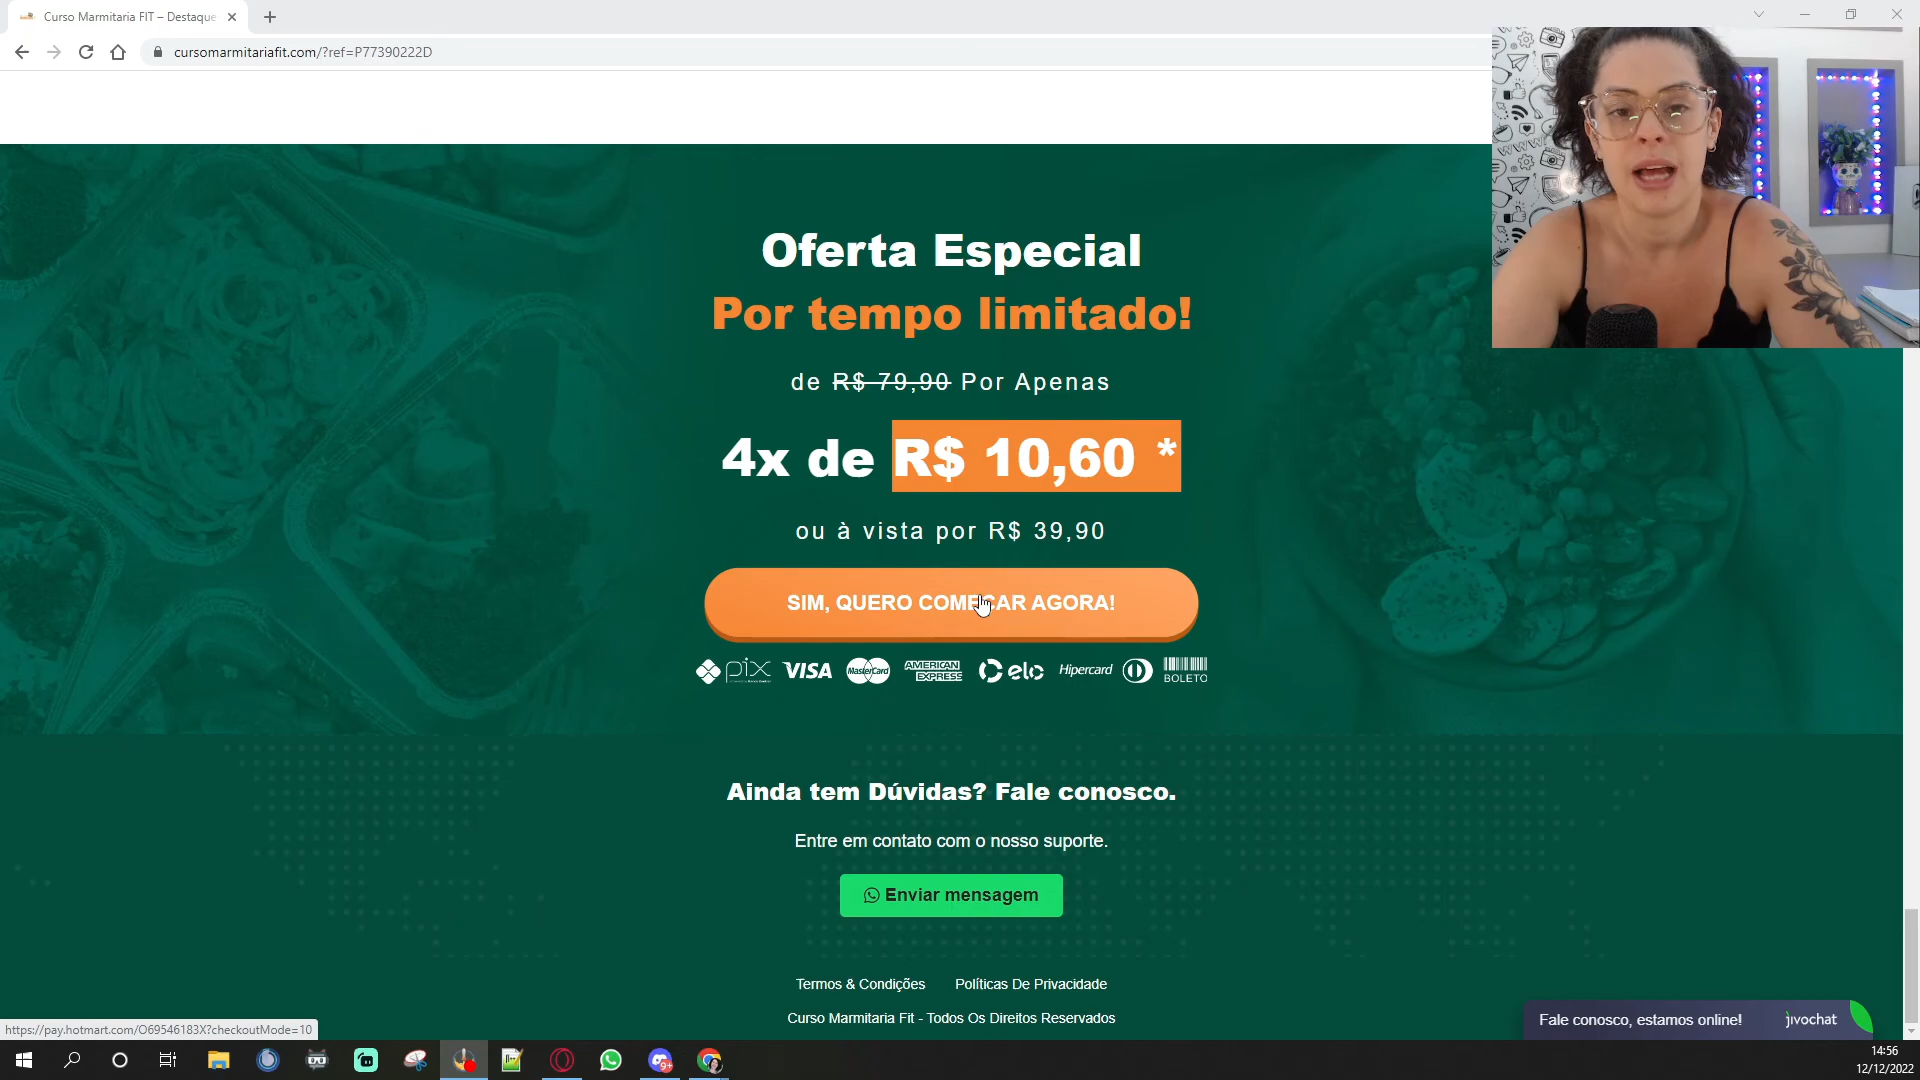 Curso Marmitaria FIT – Destaque
cursomarmitariafit.com/?ref=P77390222D
Oferta Especial
Por tempo limitado!
de R$ 79,90 Por Apenas
4x de R$ 10,60 *
ou à vista por R$ 39,90
SIM, QUERO COMEÇAR AGORA!
pix VISA MasterCard AMERICAN EXPRESS elo Hipercard BOLETO
Ainda tem Dúvidas? Fale conosco.
Entre em contato com o nosso suporte.
Enviar mensagem
Termos & Condições Políticas De Privacidade
Curso Marmitaria Fit - Todos Os Direitos Reservados
Fale conosco, estamos online! jivochat
https://pay.hotmart.com/O69546183X?checkoutMode=10
9+
14:56
12/12/2022